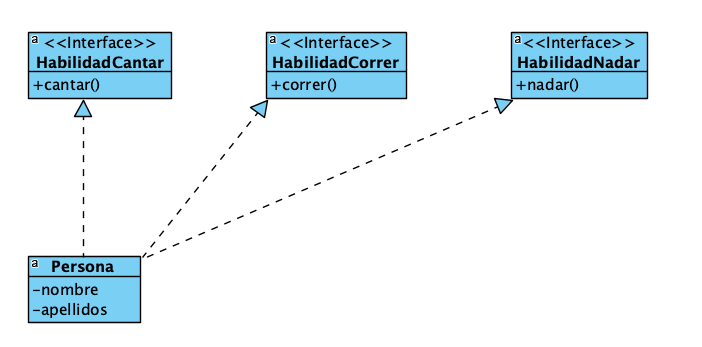 a <<Interface>>
HabilidadCantar
+cantar()
a <<Interface>>
HabilidadCorrer
+correr()
a <<Interface>>
HabilidadNadar
+nadar()
a Persona
-nombre
-apellidos